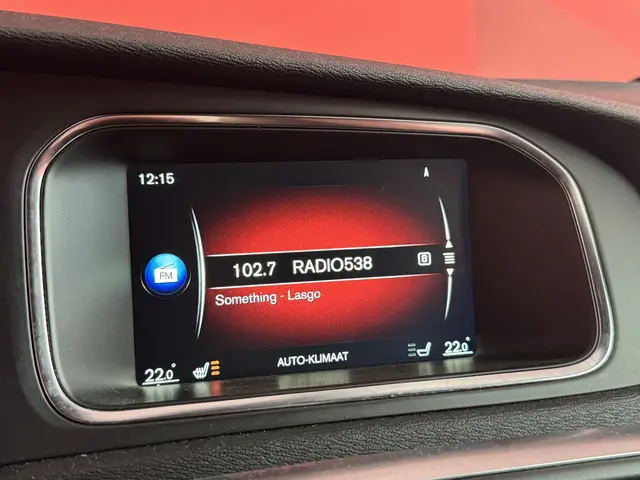 12:15
A
FM
102.7 RADIO538
8
Something - Lasgo
22.0°
AUTO-KLIMAAT
22.0°